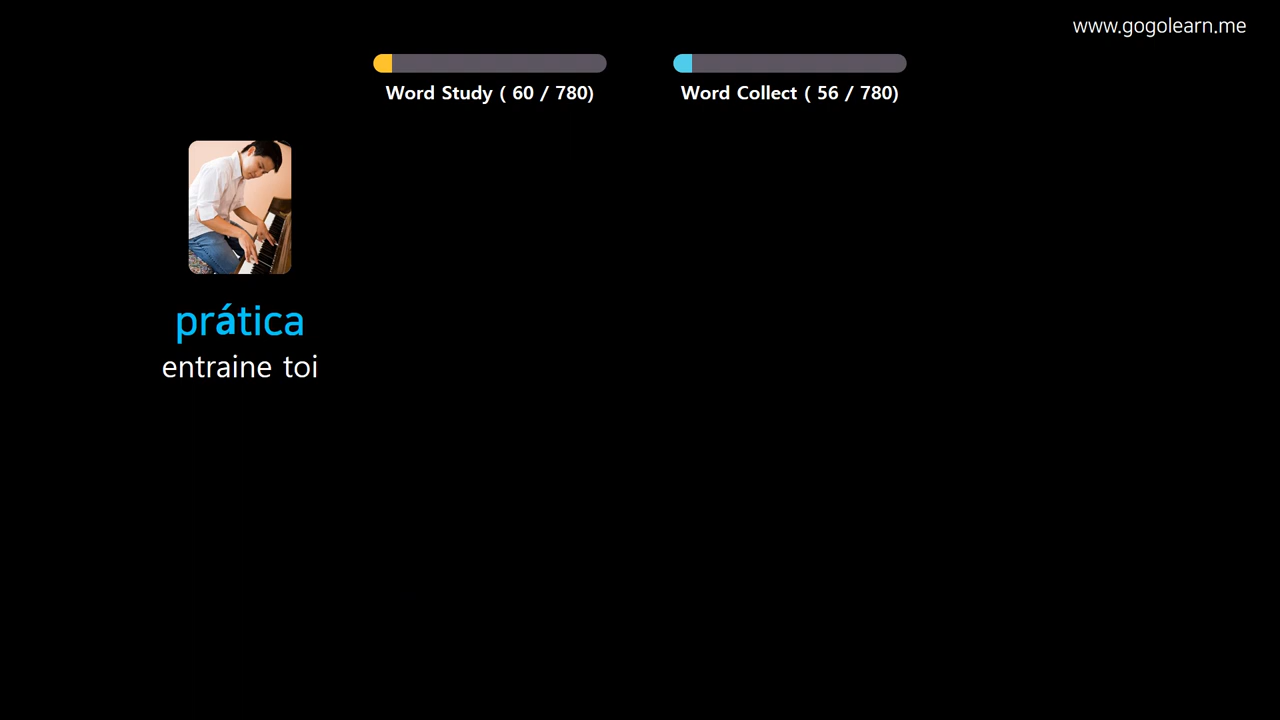 www.gogolearn.me
Word Study ( 60 / 780)
Word Collect ( 56 / 780)
prática
entraine toi